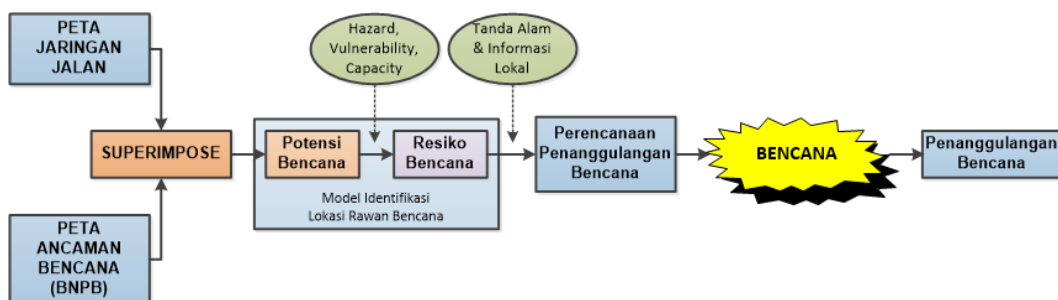 PETA
JARINGAN
JALAN
PETA
ANCAMAN
BENCANA
(BNPB)
SUPERIMPOSE
Hazard,
Vulnerability,
Capacity
Potensi
Bencana
Resiko
Bencana
Model Identifikasi
Lokasi Rawan Bencana
Tanda Alam
& Informasi
Lokal
Perencanaan
Penanggulangan
Bencana
BENCANA
Penanggulangan
Bencana